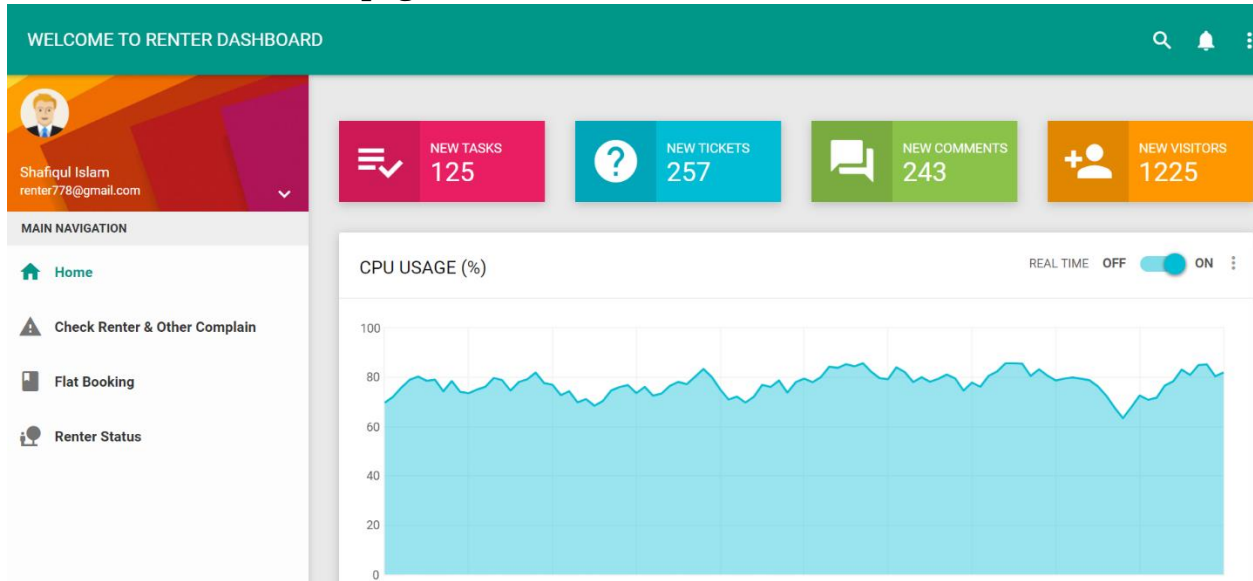 WELCOME TO RENTER DASHBOARD
Shafiqul Islam
renter778@gmail.com
MAIN NAVIGATION
Home
Check Renter & Other Complain
Flat Booking
Renter Status
NEW TASKS
125
NEW TICKETS
257
NEW COMMENTS
243
NEW VISITORS
1225
CPU USAGE (%)
REAL TIME OFF ON
100
80
60
40
20
0